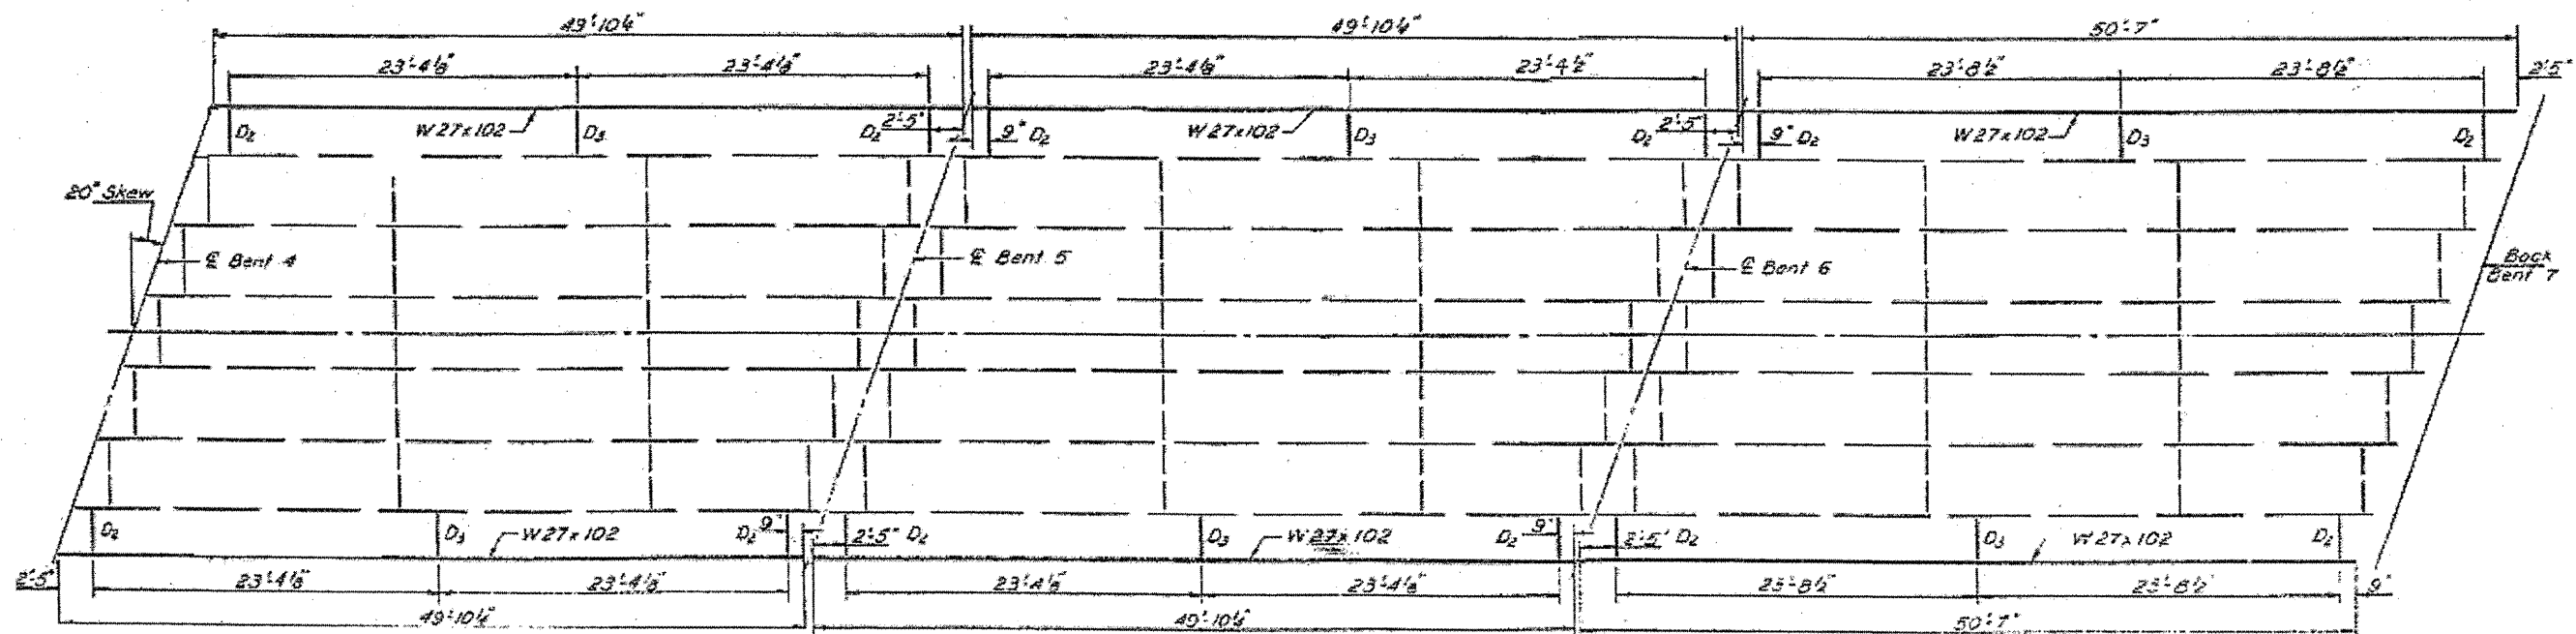 49'-10¼" 49'-10¼" 50'-7"
23'-4⅛" 23'-4⅛" 23'-4⅛" 23'-4½" 23'-8½" 23'-8½" 2'-5"
D2 W27x102 D3 D2 2'-5" 9" D2 W27x102 D3 D2 2'-5" 9" D2 W27x102 D3 D2
20° Skew
℄ Bent 4 ℄ Bent 5 ℄ Bent 6 Back Bent 7
D2 D3 W27x102 D2 9" 2'-5" D2 D3 W27x102 D2 9" 2'-5" D2 D3 W27x102 D2
2'-5" 23'-4⅛" 23'-4⅛" 23'-4⅛" 23'-4⅛" 23'-8½" 23'-8½" 9"
49'-10¼" 49'-10¼" 50'-7"